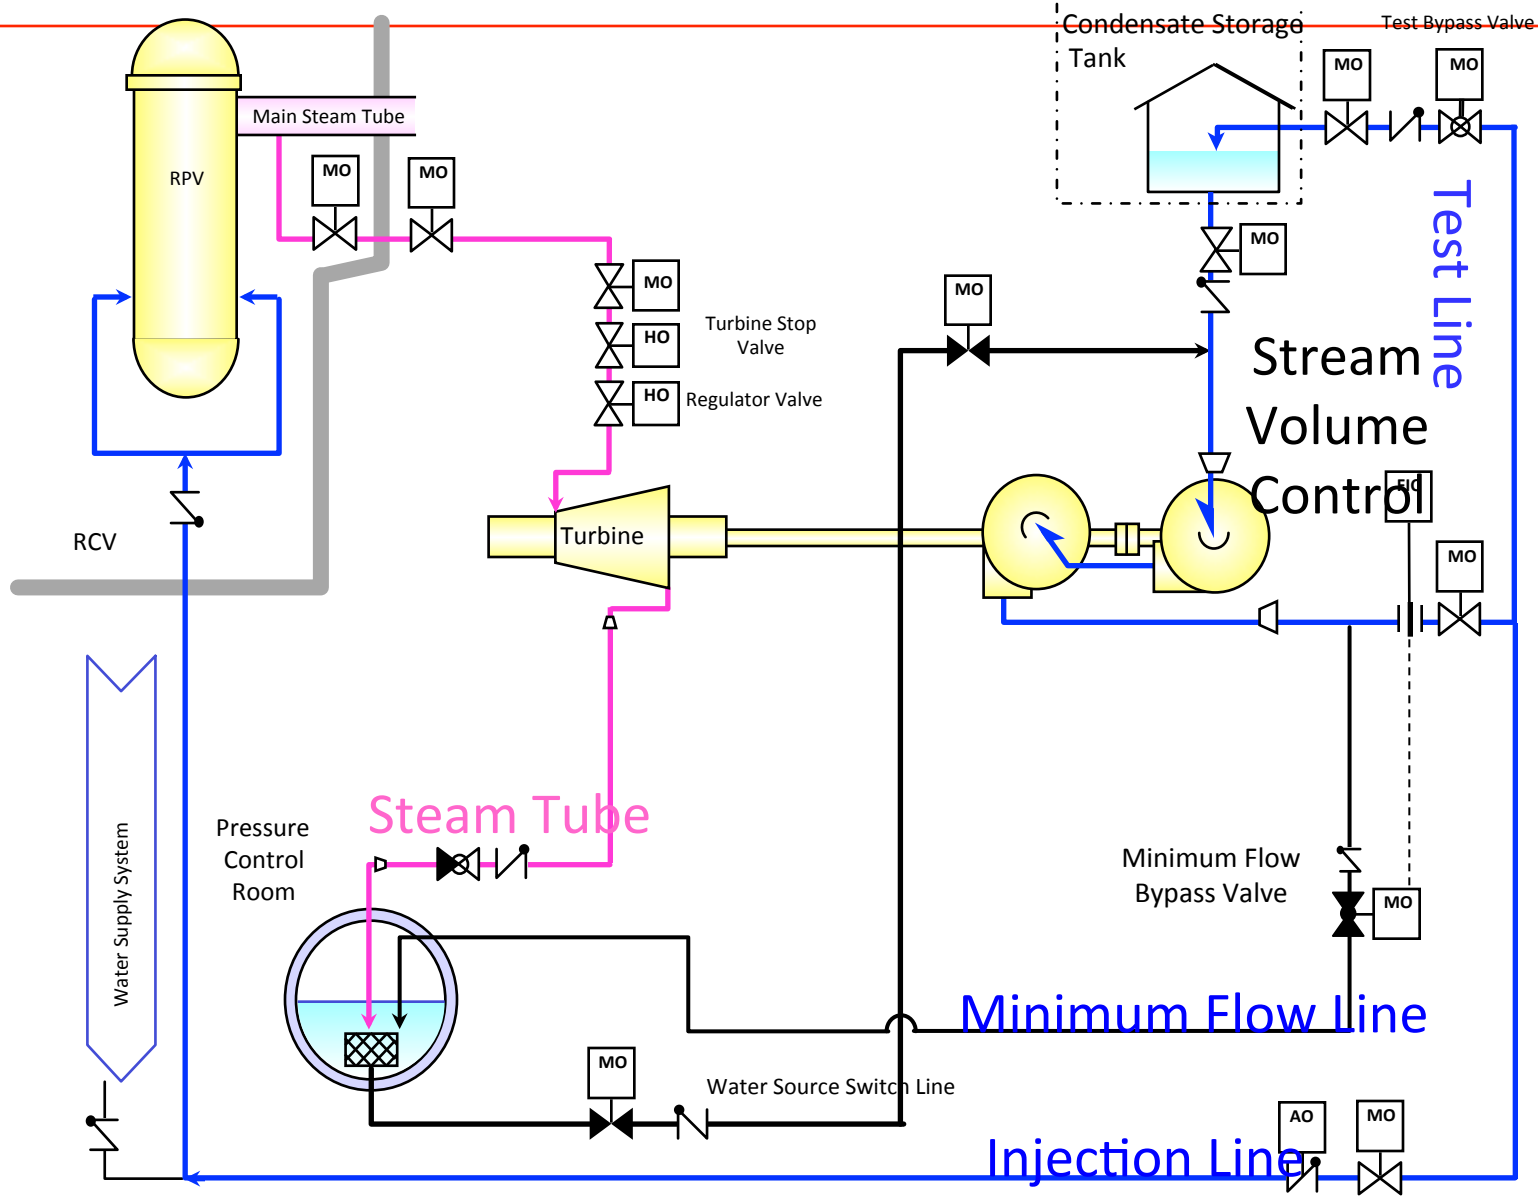 Condensate Storage
Tank
Test Bypass Valve
MO
MO
Main Steam Tube
RPV
MO
MO
Test Line
MO
MO
MO
HO
Turbine Stop
Valve
HO
Regulator Valve
Stream
Volume
Control
FIC
RCV
Turbine
MO
Steam Tube
Pressure
Control
Room
Water Supply System
Minimum Flow
Bypass Valve
MO
Minimum Flow Line
MO
Water Source Switch Line
AO
MO
Injection Line